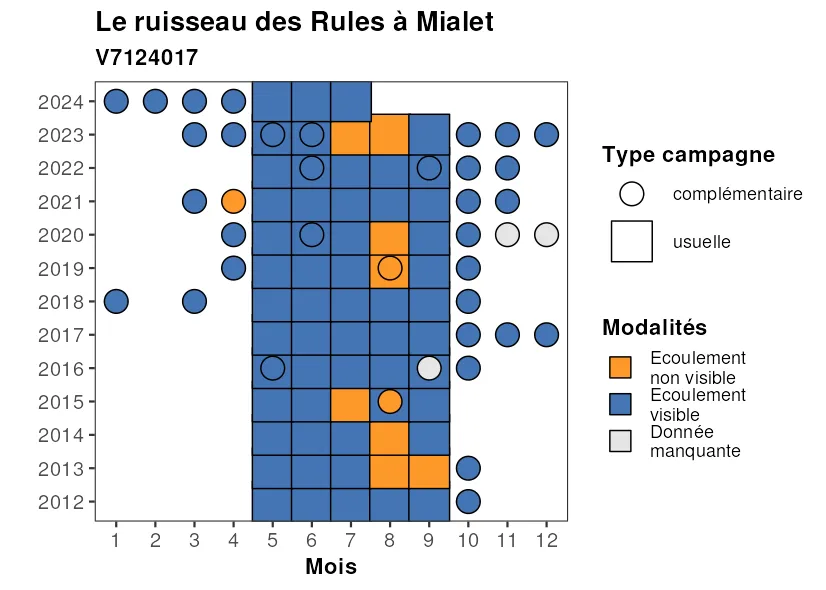 Le ruisseau des Rules à Mialet
V7124017
2024
2023
2022
2021
2020
2019
2018
2017
2016
2015
2014
2013
2012
1 2 3 4 5 6 7 8 9 10 11 12
Mois
Type campagne
complémentaire
usuelle
Modalités
Ecoulement
non visible
Ecoulement
visible
Donnée
manquante